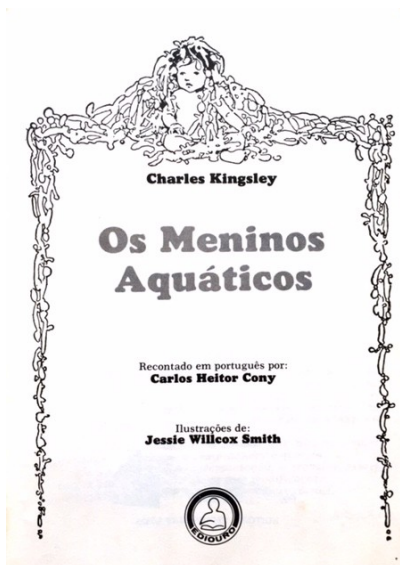 Charles Kingsley
Os Meninos
Aquáticos
Recontado em português por:
Carlos Heitor Cony
Ilustrações de:
Jessie Willcox Smith
EDIOURO